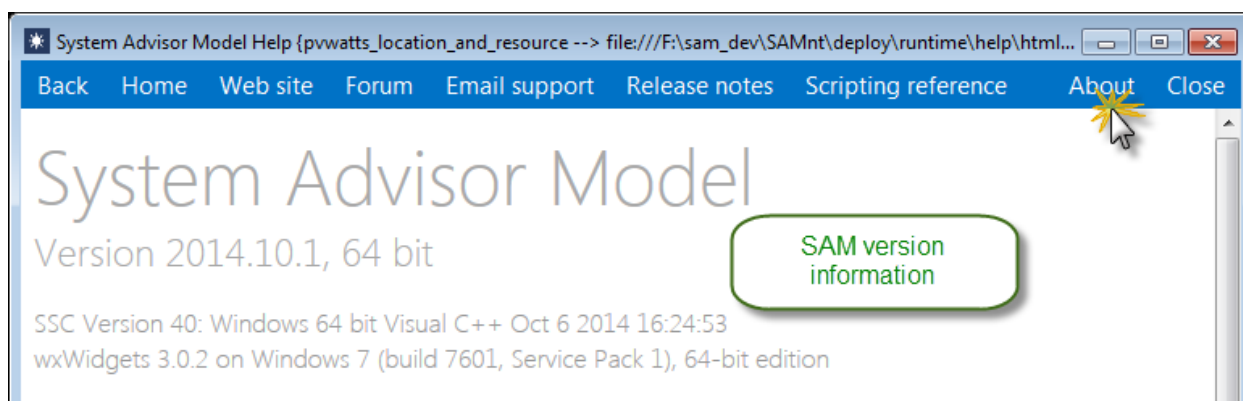 System Advisor Model Help {pvwatts_location_and_resource --> file:///F:\sam_dev\SAMnt\deploy\runtime\help\html...
Back Home Web site Forum Email support Release notes Scripting reference About Close
System Advisor Model
Version 2014.10.1, 64 bit
SAM version
information
SSC Version 40: Windows 64 bit Visual C++ Oct 6 2014 16:24:53
wxWidgets 3.0.2 on Windows 7 (build 7601, Service Pack 1), 64-bit edition